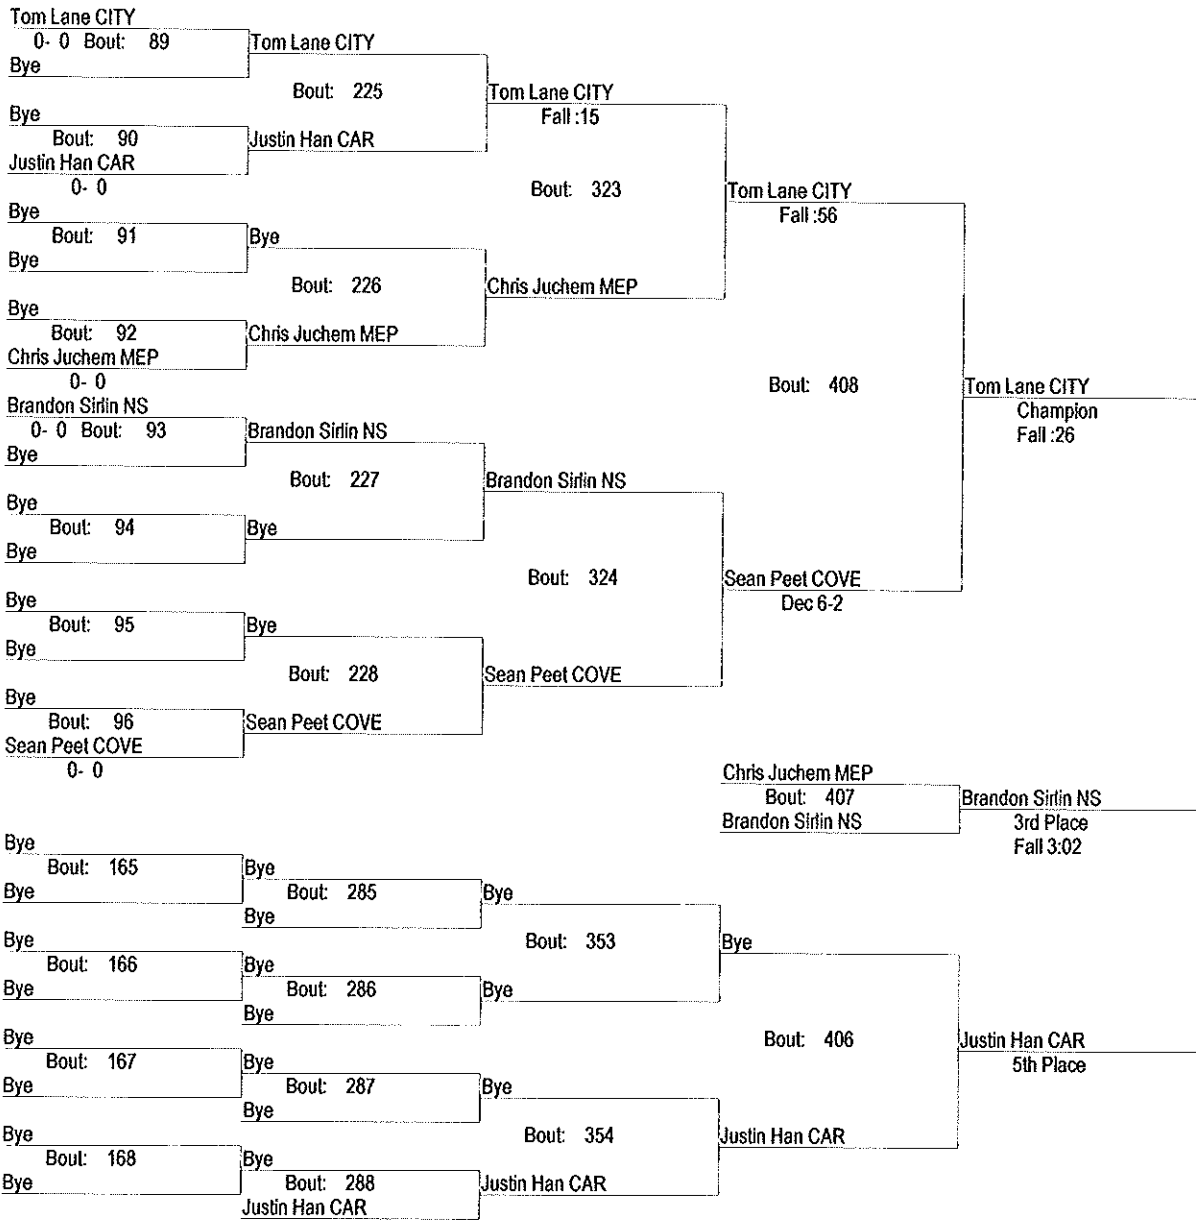 Tom Lane CITY
0- 0 Bout: 89
Bye
Tom Lane CITY
Bout: 225
Tom Lane CITY
Fall :15
Bye
Bout: 90
Justin Han CAR
Justin Han CAR
0- 0
Bout: 323
Tom Lane CITY
Fall :56
Bye
Bout: 91
Bye
Bye
Bout: 226
Chris Juchem MEP
Bye
Bout: 92
Chris Juchem MEP
Chris Juchem MEP
0- 0
Bout: 408
Tom Lane CITY
Champion
Fall :26
Brandon Sirlin NS
0- 0 Bout: 93
Bye
Brandon Sirlin NS
Bout: 227
Brandon Sirlin NS
Bye
Bout: 94
Bye
Bye
Bout: 324
Sean Peet COVE
Dec 6-2
Bye
Bout: 95
Bye
Bye
Bout: 228
Sean Peet COVE
Bye
Bout: 96
Sean Peet COVE
Sean Peet COVE
0- 0
Chris Juchem MEP
Bout: 407
Brandon Sirlin NS
Brandon Sirlin NS
3rd Place
Fall 3:02
Bye
Bout: 165
Bye
Bye
Bout: 285
Bye
Bye
Bout: 353
Bye
Bye
Bout: 166
Bye
Bye
Bout: 286
Bye
Bye
Bout: 406
Justin Han CAR
5th Place
Bye
Bout: 167
Bye
Bye
Bout: 287
Bye
Bye
Bout: 354
Justin Han CAR
Bye
Bout: 168
Bye
Bye
Bout: 288
Justin Han CAR
Justin Han CAR